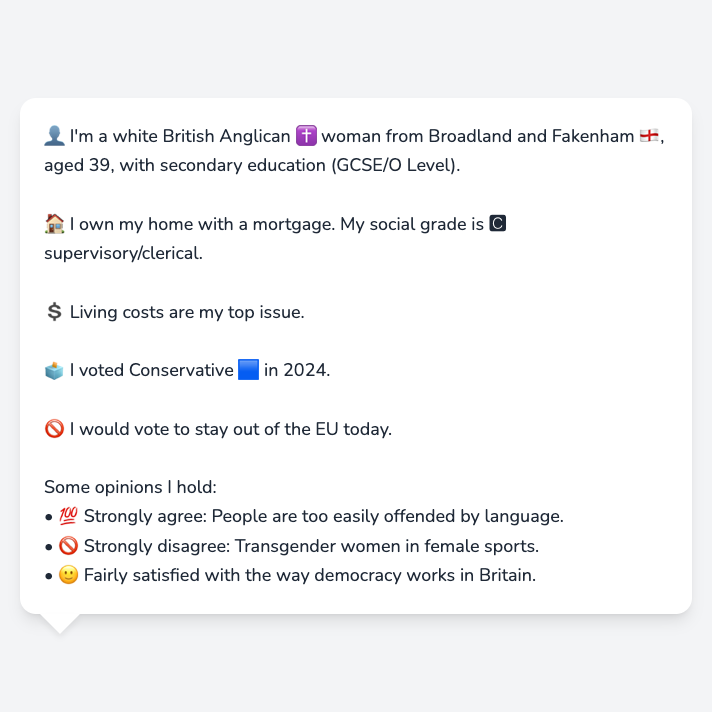 👤 I'm a white British Anglican ✝️ woman from Broadland and Fakenham 🏴󠁧󠁢󠁥󠁮󠁧󠁿,
aged 39, with secondary education (GCSE/O Level).
🏠 I own my home with a mortgage. My social grade is 🅲
supervisory/clerical.
💲 Living costs are my top issue.
🗳️ I voted Conservative 🟦 in 2024.
🚫 I would vote to stay out of the EU today.
Some opinions I hold:
• 💯 Strongly agree: People are too easily offended by language.
• 🚫 Strongly disagree: Transgender women in female sports.
• 🙂 Fairly satisfied with the way democracy works in Britain.